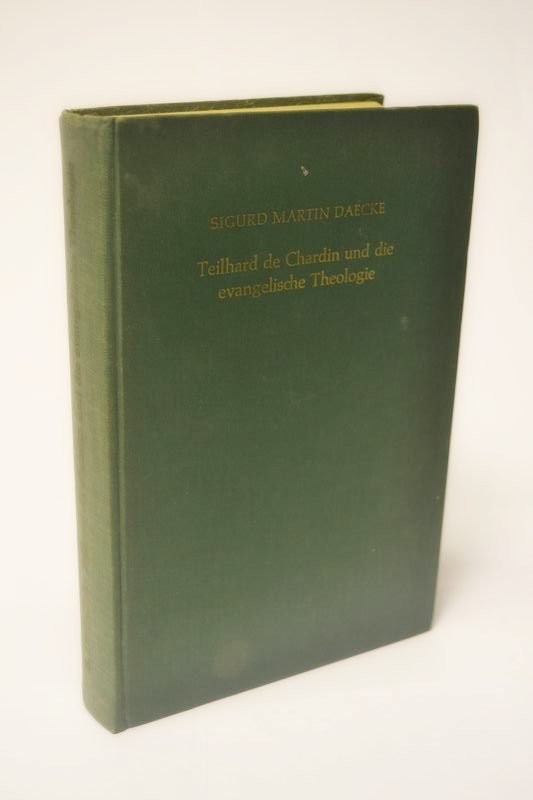 SIGURD MARTIN DAECKE
Teilhard de Chardin und die
evangelische Theologie